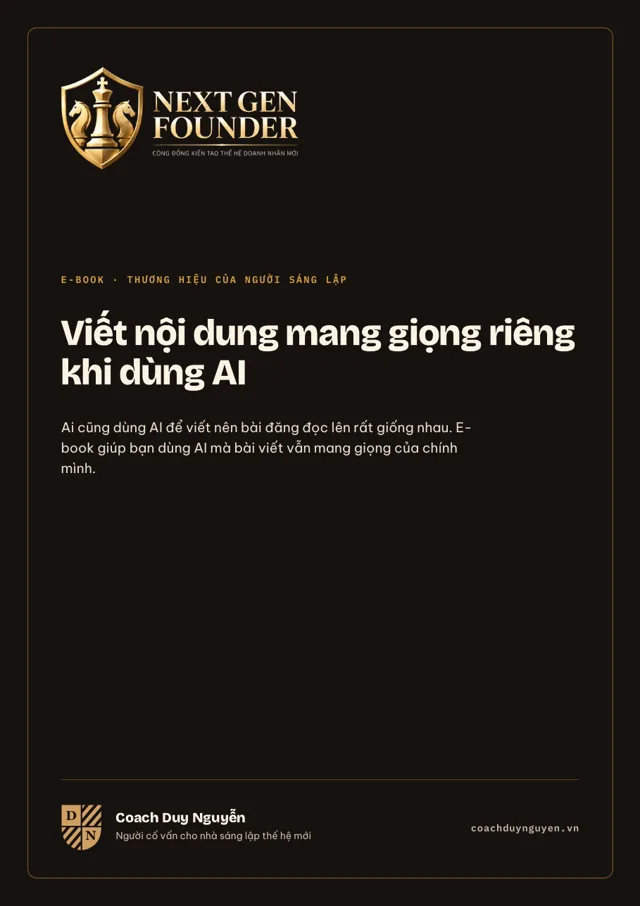 NEXT GEN
FOUNDER
CỘNG ĐỒNG KIẾN TẠO THẾ HỆ DOANH NHÂN MỚI
E-BOOK · THƯƠNG HIỆU CỦA NGƯỜI SÁNG LẬP
Viết nội dung mang giọng riêng
khi dùng AI
Ai cũng dùng AI để viết nên bài đăng đọc lên rất giống nhau. E-
book giúp bạn dùng AI mà bài viết vẫn mang giọng của chính
mình.
D
N
Coach Duy Nguyễn
Người cố vấn cho nhà sáng lập thế hệ mới
coachduynguyen.vn